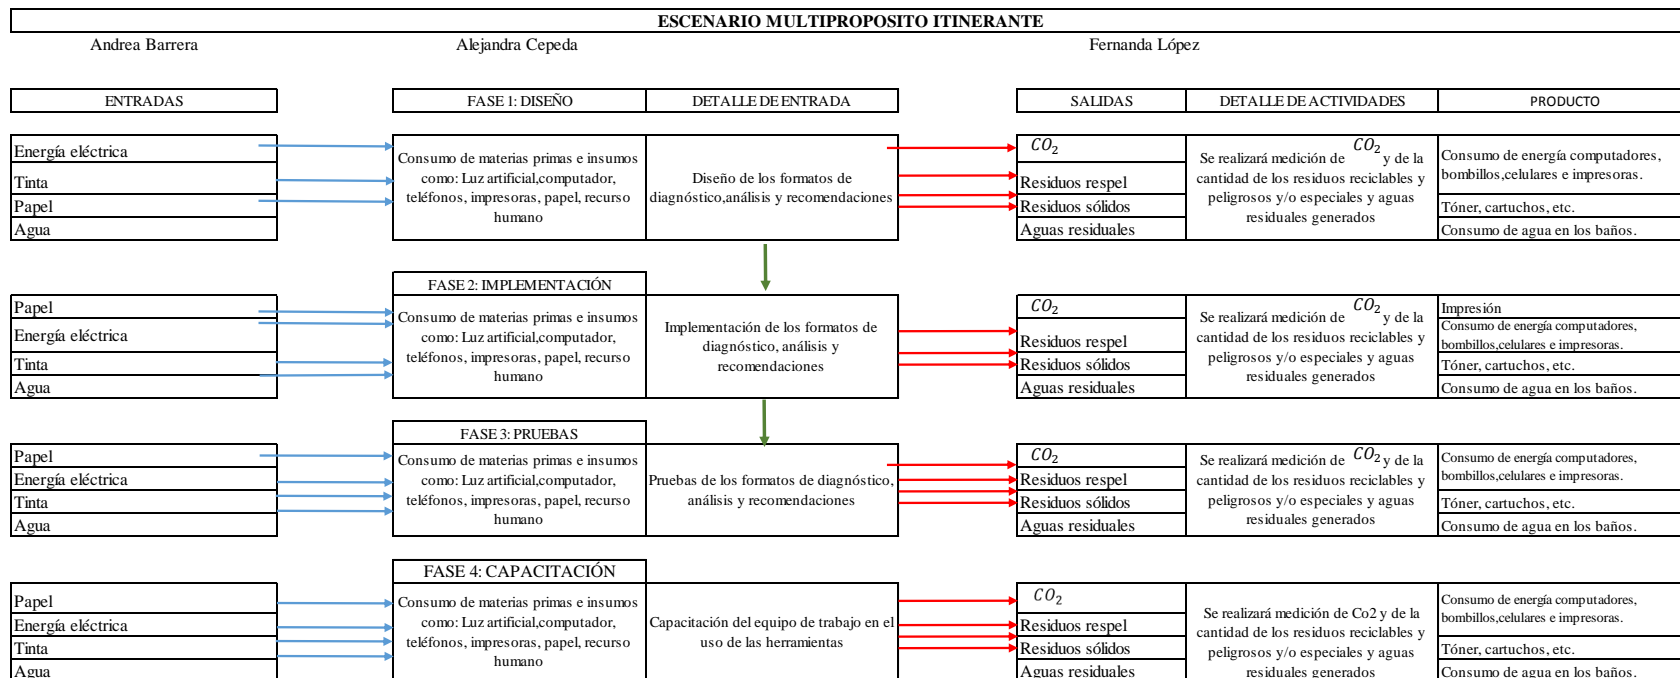 ESCENARIO MULTIPROPOSITO ITINERANTE
Andrea Barrera Alejandra Cepeda Fernanda López
ENTRADAS FASE 1: DISEÑO DETALLE DE ENTRADA SALIDAS DETALLE DE ACTIVIDADES PRODUCTO
Energía eléctrica
Tinta
Papel
Agua
Consumo de materias primas e insumos
como: Luz artificial,computador,
teléfonos, impresoras, papel, recurso
humano
Diseño de los formatos de
diagnóstico,análisis y recomendaciones
CO₂
Residuos respel
Residuos sólidos
Aguas residuales
Se realizará medición de CO₂ y de la
cantidad de los residuos reciclables y
peligrosos y/o especiales y aguas
residuales generados
Consumo de energía computadores,
bombillos,celulares e impresoras.
Tóner, cartuchos, etc.
Consumo de agua en los baños.
FASE 2: IMPLEMENTACIÓN
Papel
Energía eléctrica
Tinta
Agua
Consumo de materias primas e insumos
como: Luz artificial,computador,
teléfonos, impresoras, papel, recurso
humano
Implementación de los formatos de
diagnóstico, análisis y
recomendaciones
CO₂
Residuos respel
Residuos sólidos
Aguas residuales
Se realizará medición de CO₂ y de la
cantidad de los residuos reciclables y
peligrosos y/o especiales y aguas
residuales generados
Impresión
Consumo de energía computadores,
bombillos,celulares e impresoras.
Tóner, cartuchos, etc.
Consumo de agua en los baños.
FASE 3: PRUEBAS
Papel
Energía eléctrica
Tinta
Agua
Consumo de materias primas e insumos
como: Luz artificial,computador,
teléfonos, impresoras, papel, recurso
humano
Pruebas de los formatos de diagnóstico,
análisis y recomendaciones
CO₂
Residuos respel
Residuos sólidos
Aguas residuales
Se realizará medición de CO₂ y de la
cantidad de los residuos reciclables y
peligrosos y/o especiales y aguas
residuales generados
Consumo de energía computadores,
bombillos,celulares e impresoras.
Tóner, cartuchos, etc.
Consumo de agua en los baños.
FASE 4: CAPACITACIÓN
Papel
Energía eléctrica
Tinta
Agua
Consumo de materias primas e insumos
como: Luz artificial,computador,
teléfonos, impresoras, papel, recurso
humano
Capacitación del equipo de trabajo en el
uso de las herramientas
CO₂
Residuos respel
Residuos sólidos
Aguas residuales
Se realizará medición de Co2 y de la
cantidad de los residuos reciclables y
peligrosos y/o especiales y aguas
residuales generados
Consumo de energía computadores,
bombillos,celulares e impresoras.
Tóner, cartuchos, etc.
Consumo de agua en los baños.